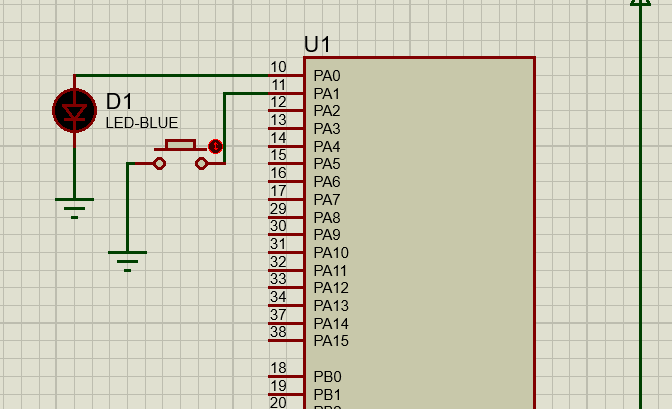 U1
10 PA0
D1
11 PA1
LED-BLUE
12 PA2
13 PA3
14 PA4
15 PA5
16 PA6
17 PA7
29 PA8
30 PA9
31 PA10
32 PA11
33 PA12
34 PA13
37 PA14
38 PA15
18 PB0
19 PB1
20